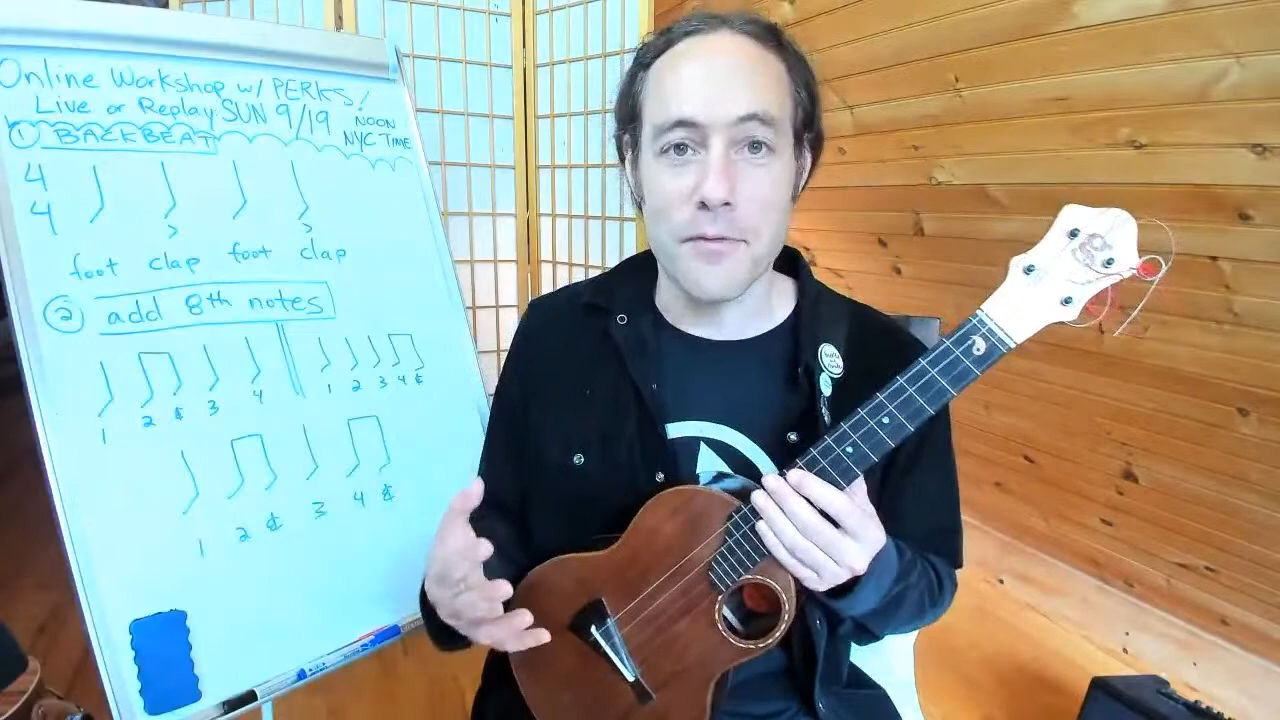 Online Workshop w/ PERKS!
Live or Replay SUN 9/19 NOON
NYC TIME
① BACKBEAT
4
4
foot clap foot clap
② add 8th notes
1 2 & 3 4 1 2 3 4 &
1 2 & 3 4 &